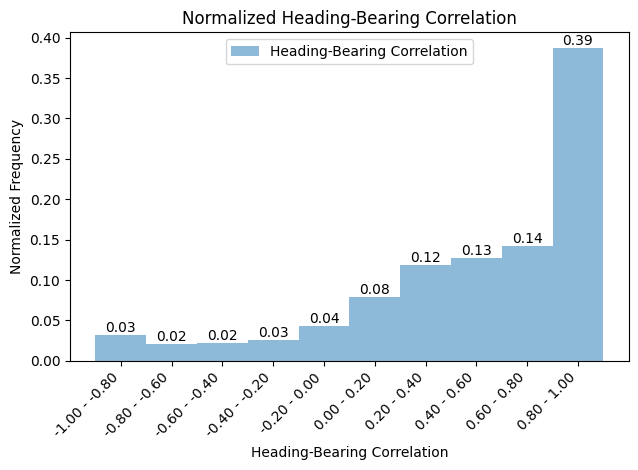 Normalized Heading-Bearing Correlation
Heading-Bearing Correlation
Normalized Frequency
0.40
0.35
0.30
0.25
0.20
0.15
0.10
0.05
0.00
0.03
0.02
0.02
0.03
0.04
0.08
0.12
0.13
0.14
0.39
-1.00 - -0.80
-0.80 - -0.60
-0.60 - -0.40
-0.40 - -0.20
-0.20 - 0.00
0.00 - 0.20
0.20 - 0.40
0.40 - 0.60
0.60 - 0.80
0.80 - 1.00
Heading-Bearing Correlation